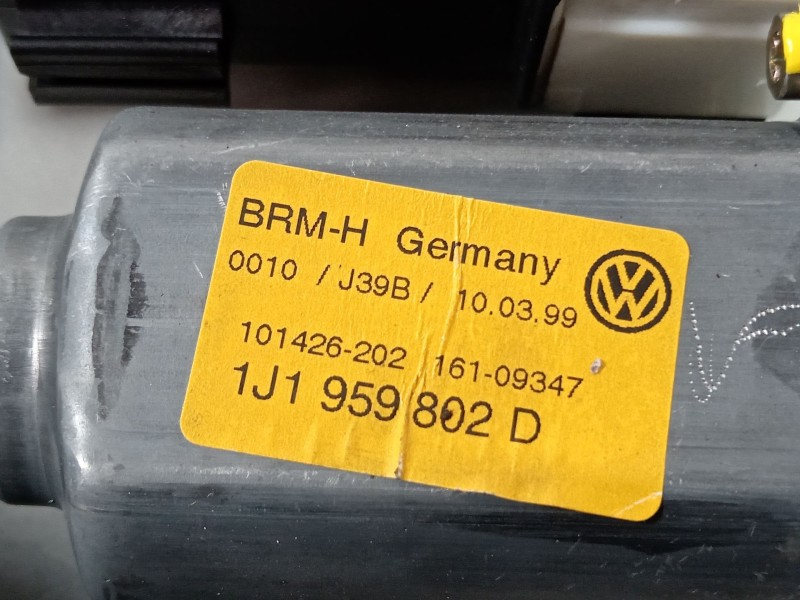 BRM-H Germany
0010 / J39B / 10.03.99
101426-202 161-09347
1J1 959 802 D